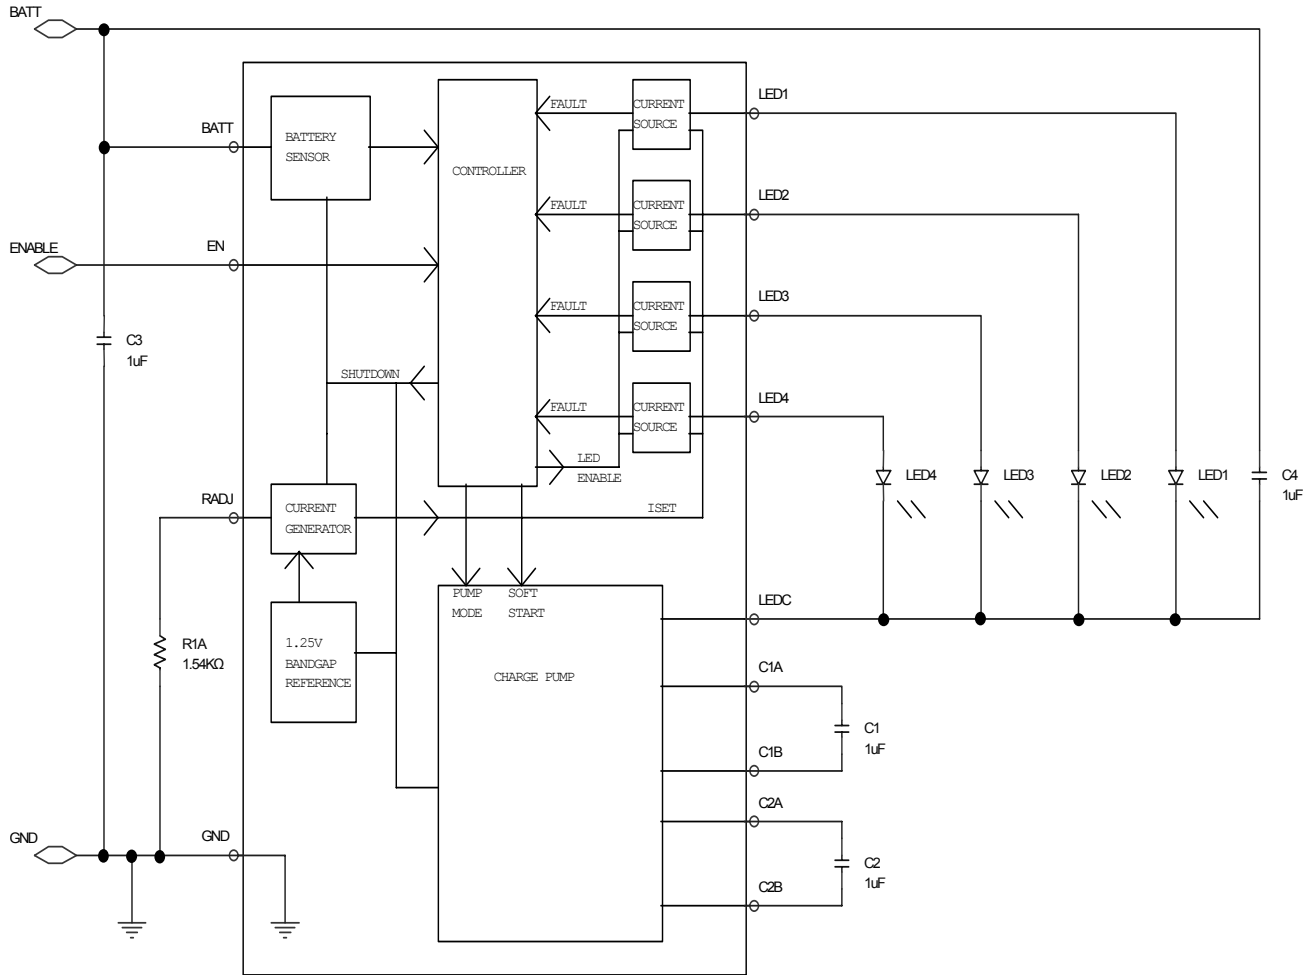 BATT
BATT
BATTERY
SENSOR
CONTROLLER
FAULT
CURRENT
SOURCE
LED1
FAULT
CURRENT
SOURCE
LED2
ENABLE
EN
FAULT
CURRENT
SOURCE
LED3
C3
1uF
SHUTDOWN
FAULT
CURRENT
SOURCE
LED4
LED
ENABLE
LED4
LED3
LED2
LED1
C4
1uF
RADJ
CURRENT
GENERATOR
ISET
PUMP
MODE
SOFT
START
LEDC
R1A
1.54KΩ
1.25V
BANDGAP
REFERENCE
CHARGE PUMP
C1A
C1
1uF
C1B
C2A
GND
GND
C2
1uF
C2B